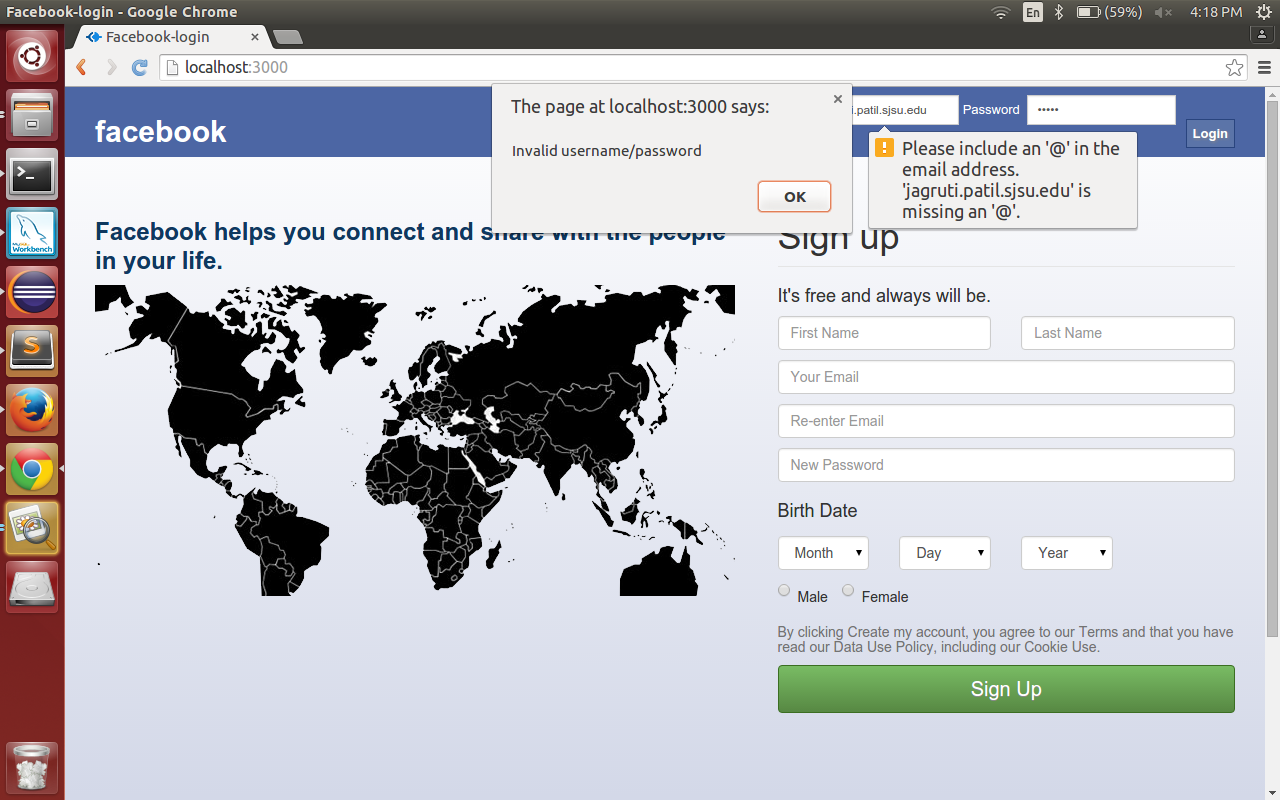 Facebook-login - Google Chrome
En
(59%)
4:18 PM
Facebook-login
localhost:3000
The page at localhost:3000 says:
Invalid username/password
OK
facebook
i.patil.sjsu.edu
Password
•••••
Login
Please include an '@' in the
email address.
'jagruti.patil.sjsu.edu' is
missing an '@'.
Facebook helps you connect and share with the people
in your life.
Sign up
It's free and always will be.
First Name
Last Name
Your Email
Re-enter Email
New Password
Birth Date
Month
Day
Year
Male
Female
By clicking Create my account, you agree to our Terms and that you have
read our Data Use Policy, including our Cookie Use.
Sign Up
>_
Workbench
S